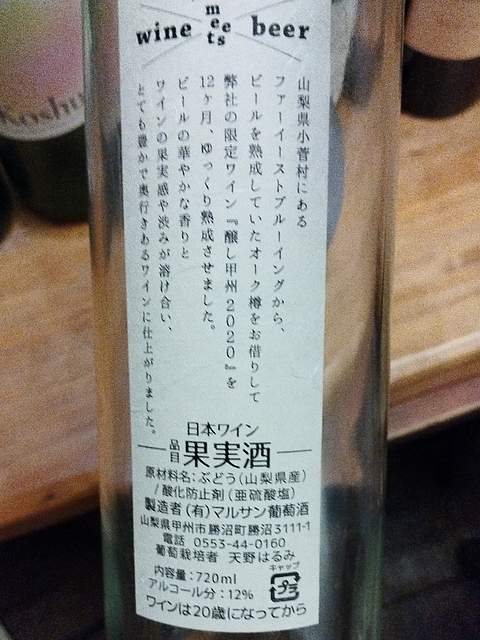 wine meets beer
Koshu
山梨県小菅村にある
ファーイーストブルーイングから、
ビールを熟成していたオーク樽をお借りして
弊社の限定ワイン『醸し甲州2020』を
12ヶ月、ゆっくり熟成させました。
ビールの華やかな香りと
ワインの果実感や渋みが溶け合い、
とても豊かで奥行きあるワインに仕上がりました。
日本ワイン
品目 果実酒
原材料名：ぶどう（山梨県産）
/酸化防止剤（亜硫酸塩）
製造者（有）マルサン葡萄酒
山梨県甲州市勝沼町勝沼3111-1
電話 0553-44-0160
葡萄栽培者 天野はるみ
内容量：720ml
アルコール分：12%
キャップ
プラ
ワインは20歳になってから